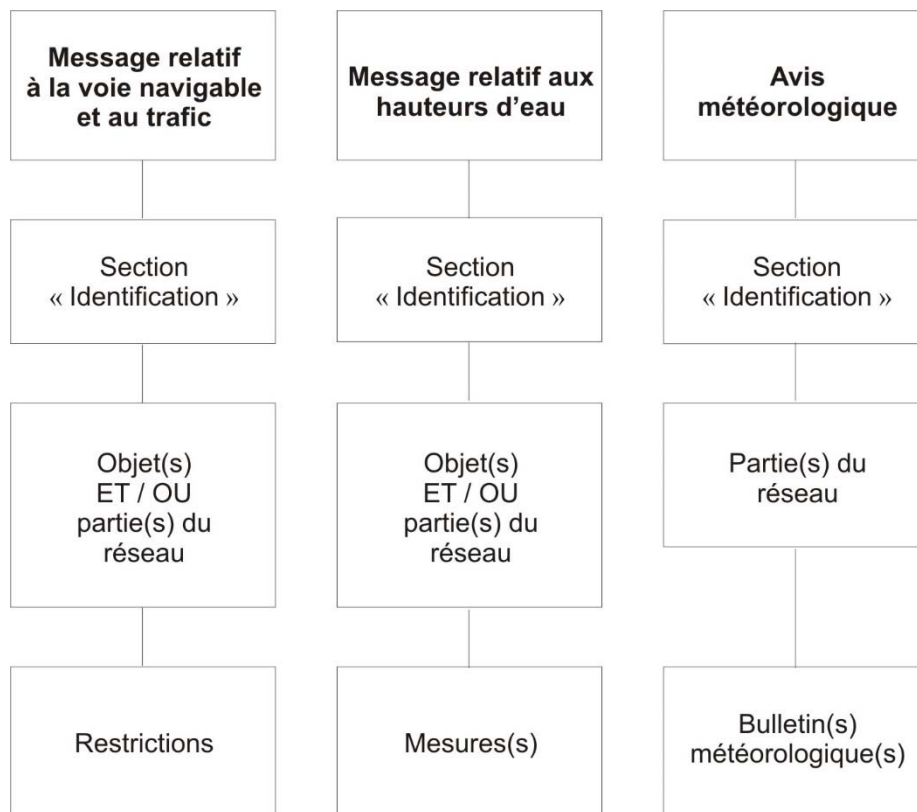 Message relatif
à la voie navigable
et au trafic
Section
« Identification »
Objet(s)
ET / OU
partie(s) du
réseau
Restrictions
Message relatif aux
hauteurs d'eau
Section
« Identification »
Objet(s)
ET / OU
partie(s) du
réseau
Mesures(s)
Avis
météorologique
Section
« Identification »
Partie(s) du
réseau
Bulletin(s)
météorologique(s)